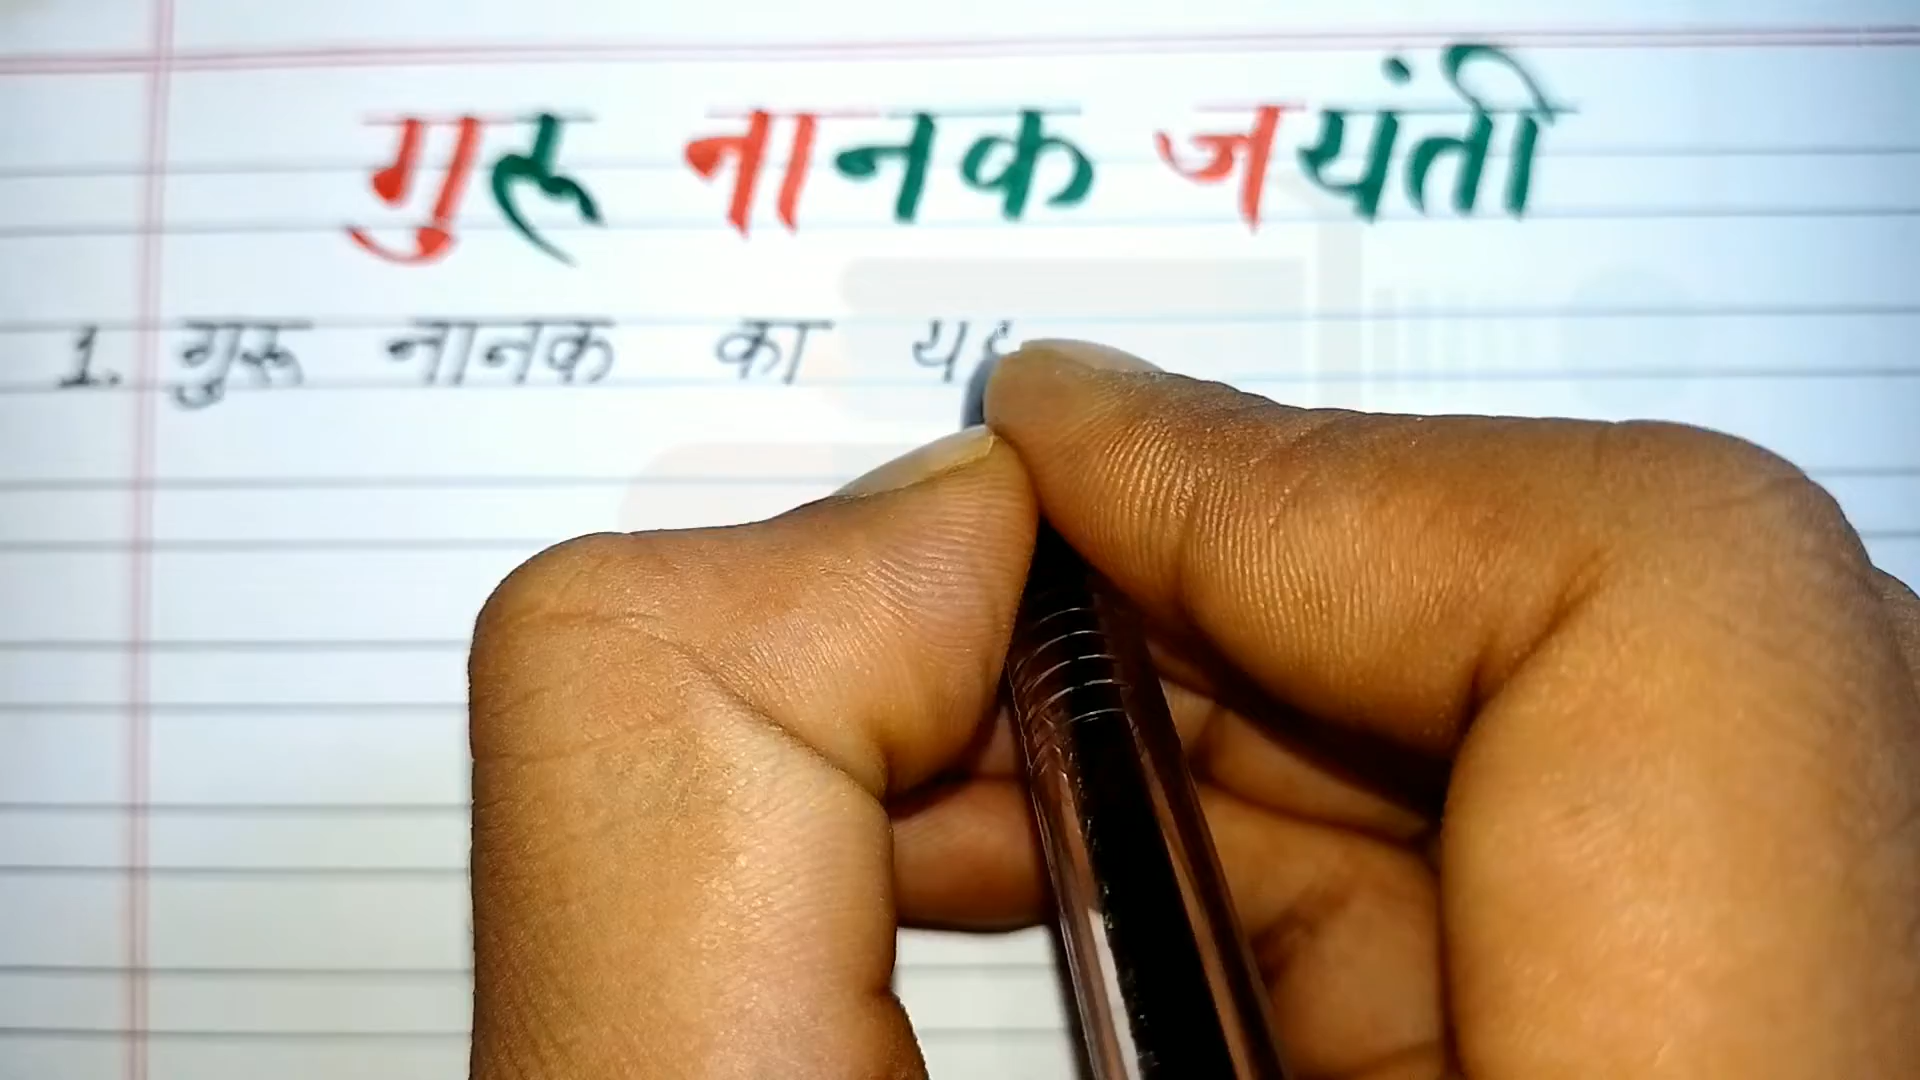 गुरू नानक जयंती
1. गुरू नानक का